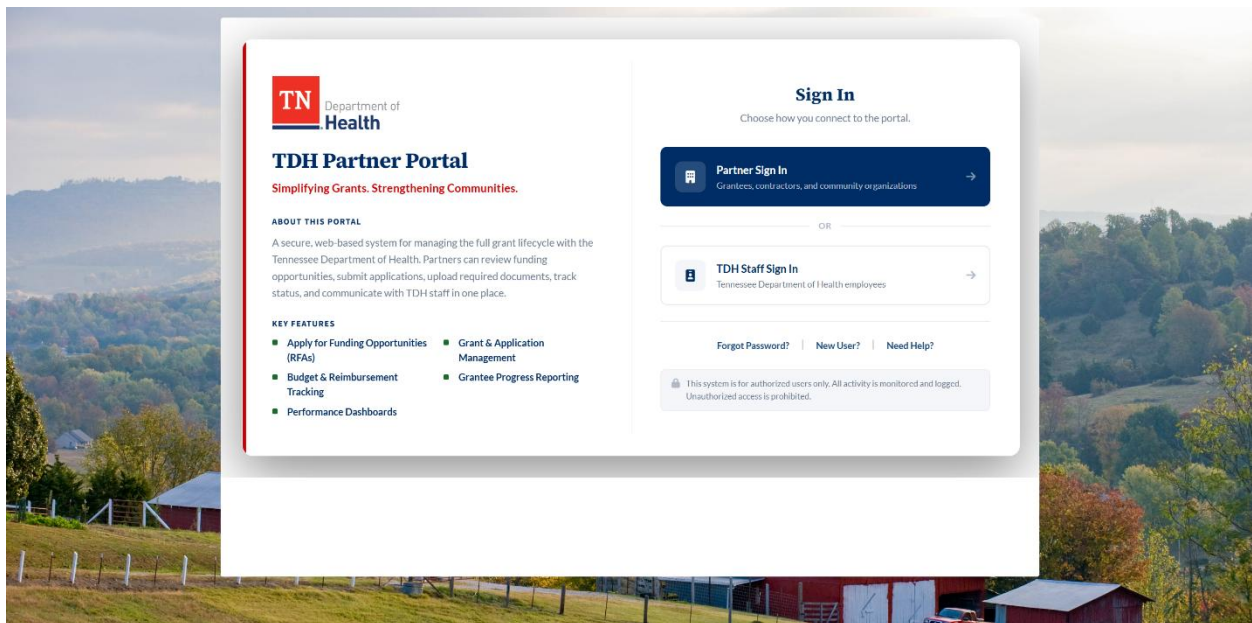 TN
Department of
Health
TDH Partner Portal
Simplifying Grants. Strengthening Communities.
ABOUT THIS PORTAL
A secure, web-based system for managing the full grant lifecycle with the
Tennessee Department of Health. Partners can review funding
opportunities, submit applications, upload required documents, track
status, and communicate with TDH staff in one place.
KEY FEATURES
Apply for Funding Opportunities
(RFAs)
Budget & Reimbursement
Tracking
Performance Dashboards
Grant & Application
Management
Grantee Progress Reporting
Sign In
Choose how you connect to the portal.
Partner Sign In
Grantees, contractors, and community organizations
OR
TDH Staff Sign In
Tennessee Department of Health employees
Forgot Password? | New User? | Need Help?
This system is for authorized users only. All activity is monitored and logged.
Unauthorized access is prohibited.